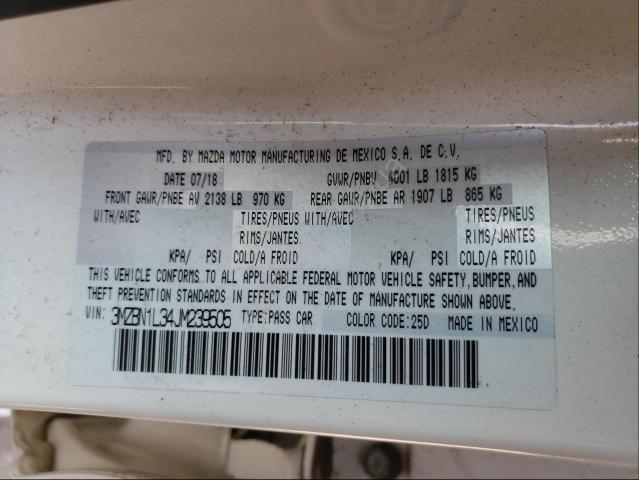 MFD. BY MAZDA MOTOR MANUFACTURING DE MEXICO S.A. DE C.V.
DATE 07/18 GVWR/PNBV 4001 LB 1815 KG
FRONT GAWR/PNBE AV 2138 LB 970 KG REAR GAWR/PNBE AR 1907 LB 865 KG
WITH/AVEC TIRES/PNEUS WITH/AVEC TIRES/PNEUS
RIMS/JANTES RIMS/JANTES
KPA/ PSI COLD/A FROID KPA/ PSI COLD/A FROID
THIS VEHICLE CONFORMS TO ALL APPLICABLE FEDERAL MOTOR VEHICLE SAFETY, BUMPER, AND
THEFT PREVENTION STANDARDS IN EFFECT ON THE DATE OF MANUFACTURE SHOWN ABOVE.
VIN: 3MZBN1L34JM239505 TYPE:PASS CAR COLOR CODE:25D MADE IN MEXICO